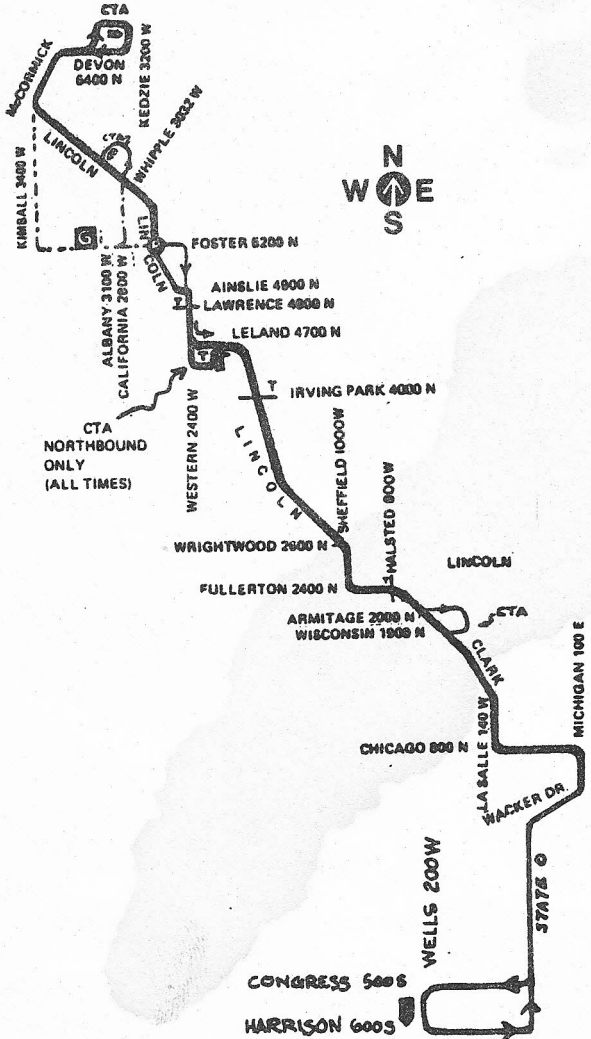 CTA
McCORMICK
DEVON
6400 N
KEDZIE 3200 W
LINCOLN
CTA
WHIPPLE 3032 W
KIMBALL 3400 W
N
W E
S
G
LINCOLN
FOSTER 5200 N
ALBANY 3100 W
CALIFORNIA 2800 W
AINSLIE 4900 N
T
LAWRENCE 4800 N
LELAND 4700 N
T
T
IRVING PARK 4000 N
CTA
NORTHBOUND
ONLY
(ALL TIMES)
WESTERN 2400 W
LINCOLN
SHEFFIELD 1000W
WRIGHTWOOD 2600 N
HALSTED 800W
FULLERTON 2400 N
LINCOLN
ARMITAGE 2000 N
CTA
WISCONSIN 1900 N
CLARK
MICHIGAN 100 E
LA SALLE 140 W
CHICAGO 800 N
WACKER DR.
WELLS 200W
STATE 0
CONGRESS 500S
HARRISON 600S